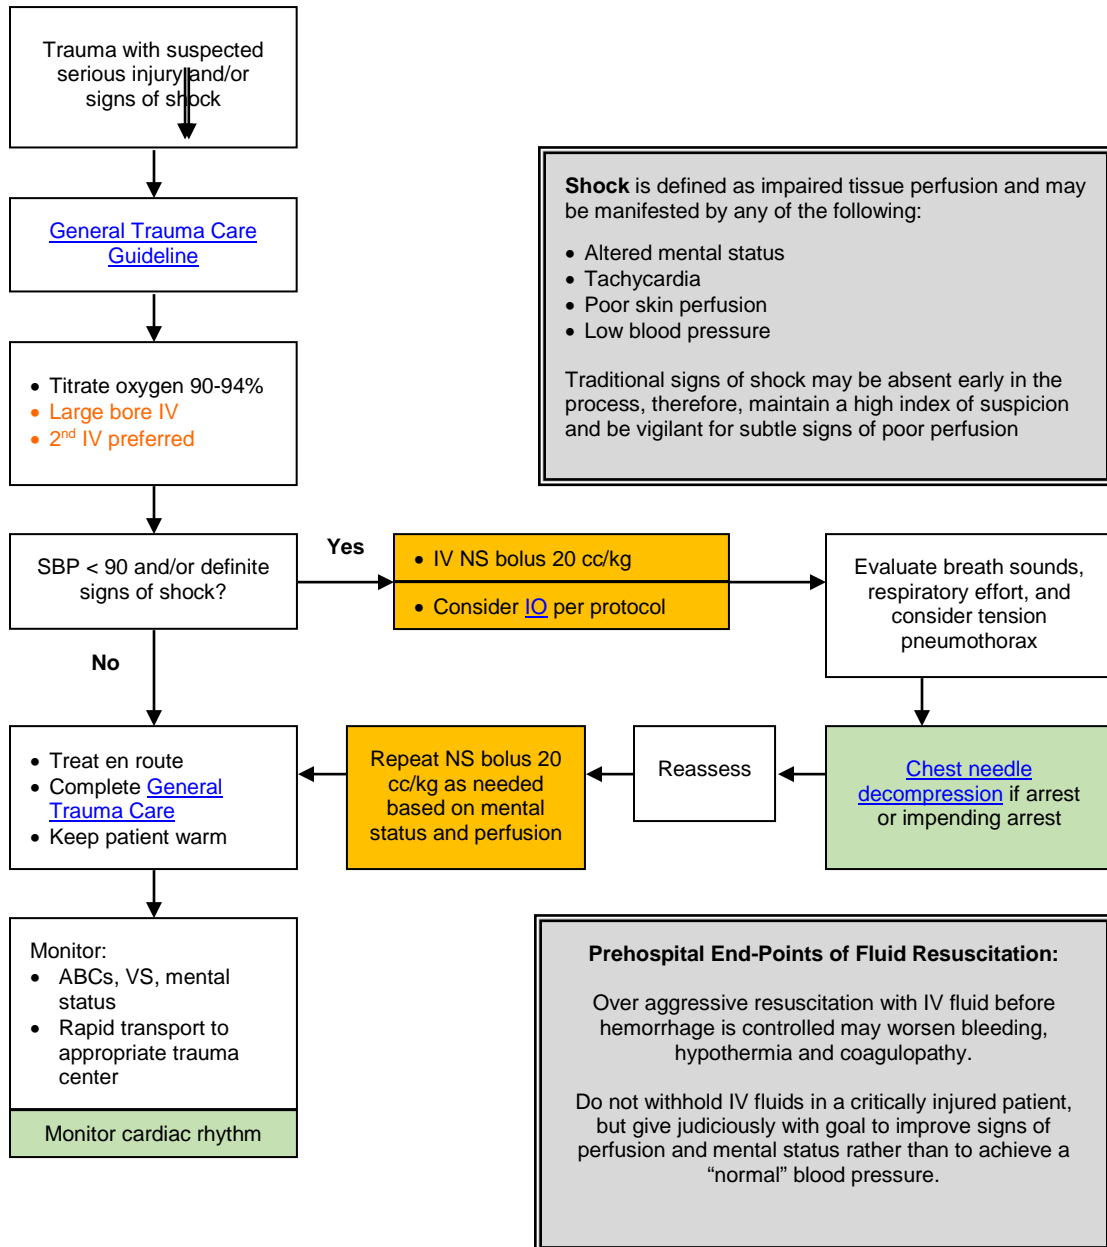 Trauma with suspected
serious injury and/or
signs of shock
General Trauma Care
Guideline
• Titrate oxygen 90-94%
• Large bore IV
• 2nd IV preferred
Shock is defined as impaired tissue perfusion and may
be manifested by any of the following:
• Altered mental status
• Tachycardia
• Poor skin perfusion
• Low blood pressure
Traditional signs of shock may be absent early in the
process, therefore, maintain a high index of suspicion
and be vigilant for subtle signs of poor perfusion
SBP < 90 and/or definite
signs of shock?
Yes
• IV NS bolus 20 cc/kg
• Consider IO per protocol
Evaluate breath sounds,
respiratory effort, and
consider tension
pneumothorax
No
• Treat en route
• Complete General
Trauma Care
• Keep patient warm
Repeat NS bolus 20
cc/kg as needed
based on mental
status and perfusion
Reassess
Chest needle
decompression if arrest
or impending arrest
Monitor:
• ABCs, VS, mental
status
• Rapid transport to
appropriate trauma
center
Monitor cardiac rhythm
Prehospital End-Points of Fluid Resuscitation:
Over aggressive resuscitation with IV fluid before
hemorrhage is controlled may worsen bleeding,
hypothermia and coagulopathy.
Do not withhold IV fluids in a critically injured patient,
but give judiciously with goal to improve signs of
perfusion and mental status rather than to achieve a
“normal” blood pressure.